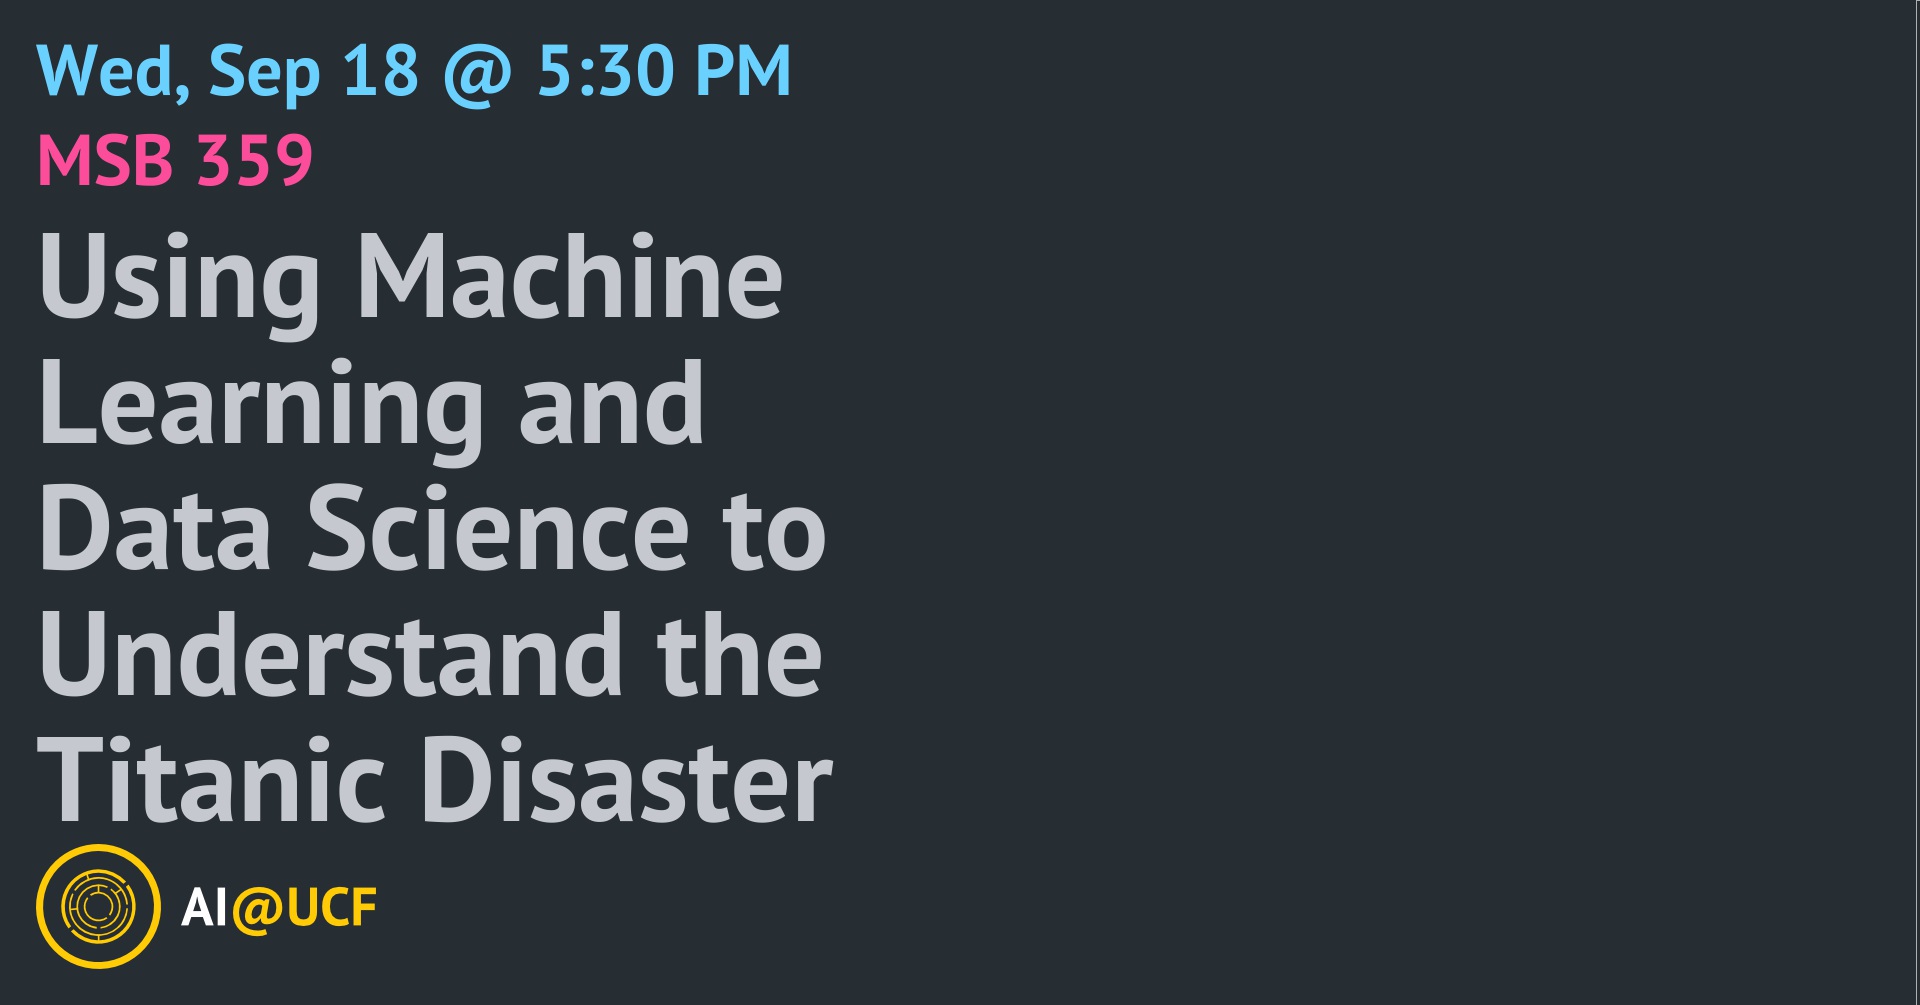 Wed, Sep 18 @ 5:30 PM
MSB 359
Using Machine
Learning and
Data Science to
Understand the
Titanic Disaster
AI@UCF